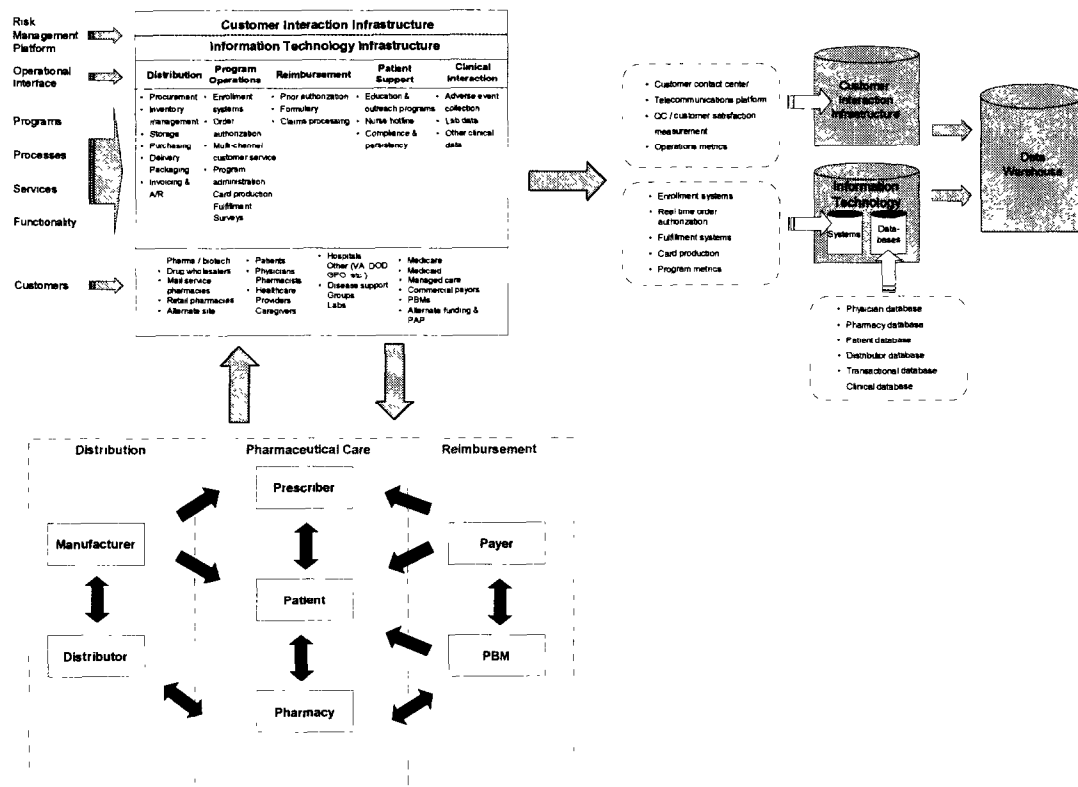 Risk
Management
Platform
Operational
Interface
Programs
Processes
Services
Functionality
Customers
Customer Interaction Infrastructure
Information Technology Infrastructure
Distribution
• Procurement
• Inventory
management
• Storage
Purchasing
• Delivery
Packaging
• Invoicing &
A/R
Program
Operations
• Enrollment
systems
• Order
authorization
• Multi-channel
customer service
• Program
administration
Card production
Fulfillment
Surveys
Reimbursement
• Prior authorization
• Formulary
• Claims processing
Patient
Support
• Education &
outreach programs
• Nurse hotline
• Compliance &
persistency
Clinical
Interaction
• Adverse event
collection
• Lab data
• Other clinical
data
Pharma / biotech
• Drug wholesalers
• Mail service
pharmacies
• Retail pharmacies
• Alternate site
• Patients
• Physicians
Pharmacists
• Healthcare
Providers
Caregivers
• Hospitals
Other (VA, DOD
GPO, etc.)
• Disease support
Groups
Labs
• Medicare
• Medicaid
• Managed care
• Commercial payors
• PBMs
• Alternate funding &
PAP
• Customer contact center
• Telecommunications platform
• QC / customer satisfaction
measurement
• Operations metrics
• Enrollment systems
• Real time order
authorization
• Fulfillment systems
• Card production
• Program metrics
Customer
Interaction
Infrastructure
Information
Technology
Systems
Data-
bases
Data
Warehouse
• Physician database
• Pharmacy database
• Patient database
• Distributor database
• Transactional database
Clinical database
Distribution
Pharmaceutical Care
Reimbursement
Prescriber
Manufacturer
Payer
Patient
Distributor
PBM
Pharmacy